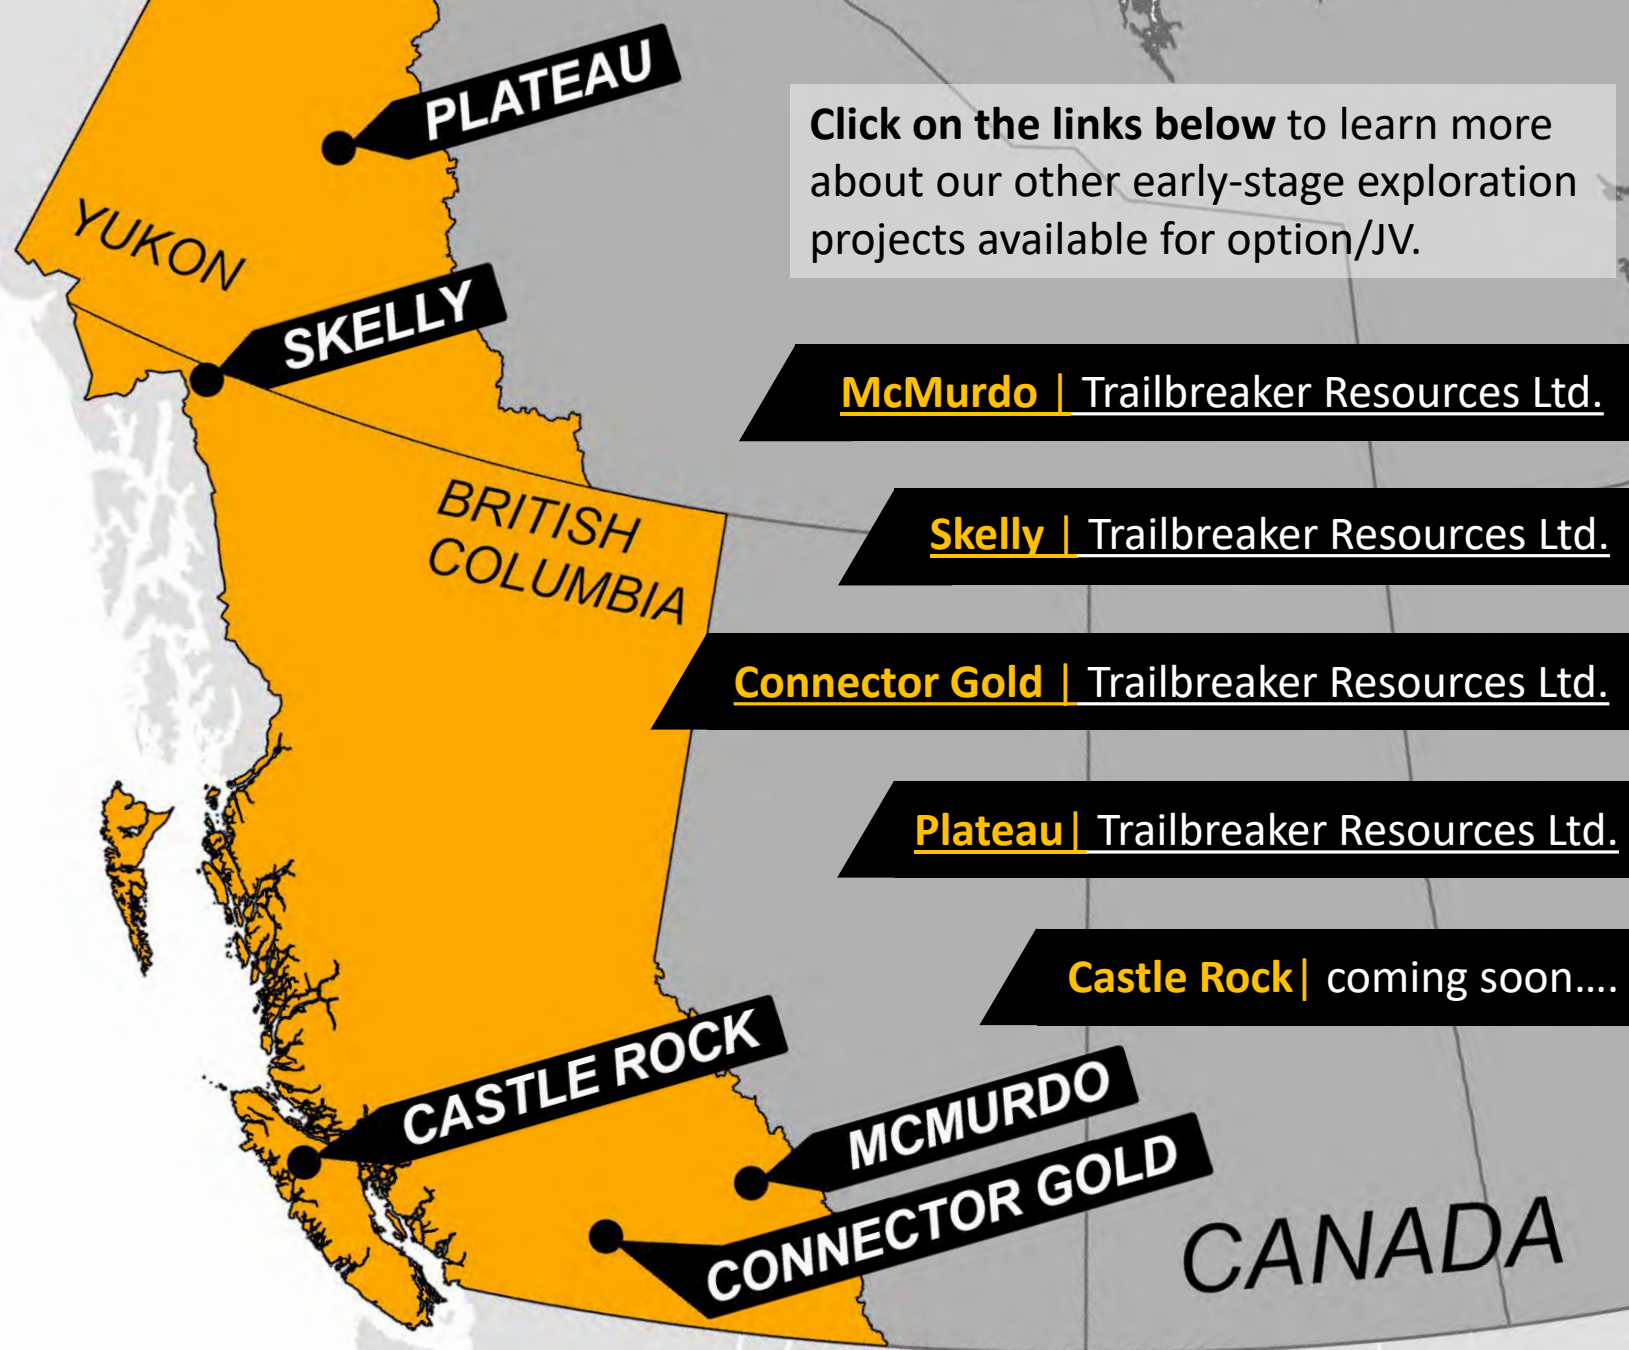 PLATEAU
Click on the links below to learn more
about our other early-stage exploration
projects available for option/JV.
YUKON
SKELLY
McMurdo | Trailbreaker Resources Ltd.
BRITISH
COLUMBIA
Skelly | Trailbreaker Resources Ltd.
Connector Gold | Trailbreaker Resources Ltd.
Plateau| Trailbreaker Resources Ltd.
Castle Rock| coming soon....
CASTLE ROCK
MCMURDO
CONNECTOR GOLD
CANADA